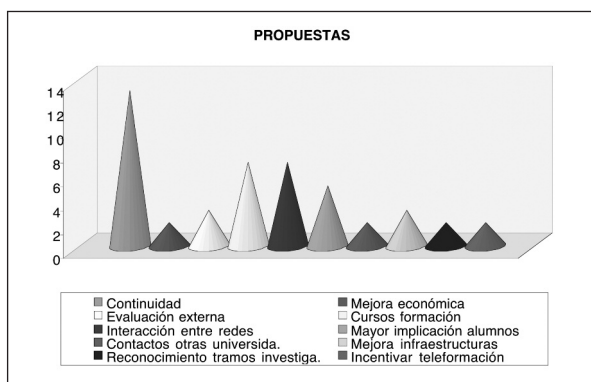 PROPUESTAS
14
12
10
8
6
4
2
0
Continuidad Mejora económica
Evaluación externa Cursos formación
Interacción entre redes Mayor implicación alumnos
Contactos otras universida. Mejora infraestructuras
Reconocimiento tramos investiga. Incentivar teleformación